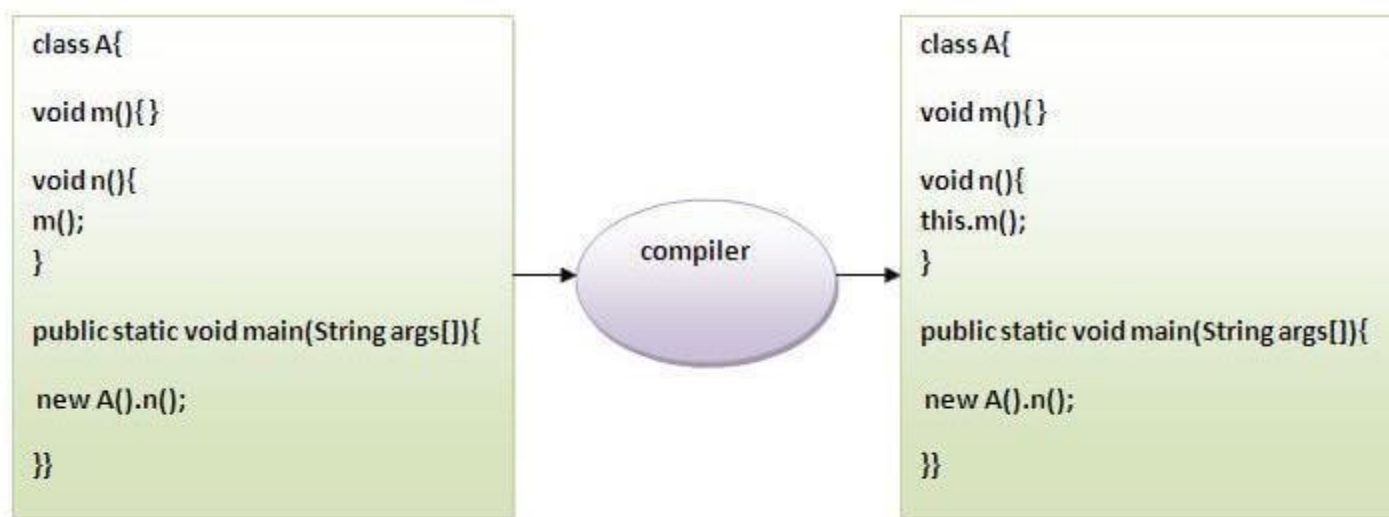 class A{
void m(){ }
void n(){
m();
}
public static void main(String args[]){
new A().n();
}}
compiler
class A{
void m(){ }
void n(){
this.m();
}
public static void main(String args[]){
new A().n();
}}